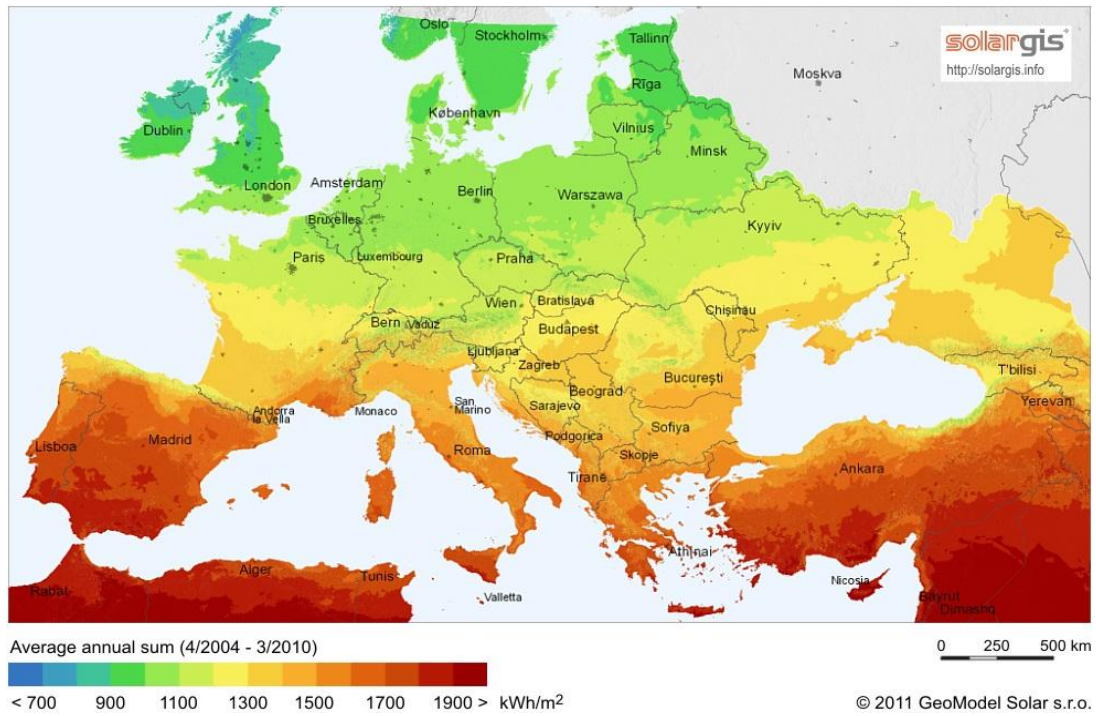 Oslo
Stockholm
Tallinn
solargis
http://solargis.info
Moskva
Rīga
København
Dublin
Vilnius
Minsk
London
Amsterdam
Berlin
Warszawa
Bruxelles
Kyyiv
Paris
Luxembourg
Praha
Wien
Bratislava
Chişinău
Bern
Vaduz
Budapest
Ljubljana
Zagreb
T'bilisi
Bucureşti
Beograd
Yerevan
Andorra
la Vella
Monaco
San
Marino
Sarajevo
Sofiya
Lisboa
Madrid
Roma
Podgorica
Skopje
Tiranë
Ankara
Athínai
Alger
Tunis
Nicosia
Rabat
Valletta
Bayrut
Dimashq
Average annual sum (4/2004 - 3/2010)
0 250 500 km
< 700 900 1100 1300 1500 1700 1900 > kWh/m²
© 2011 GeoModel Solar s.r.o.